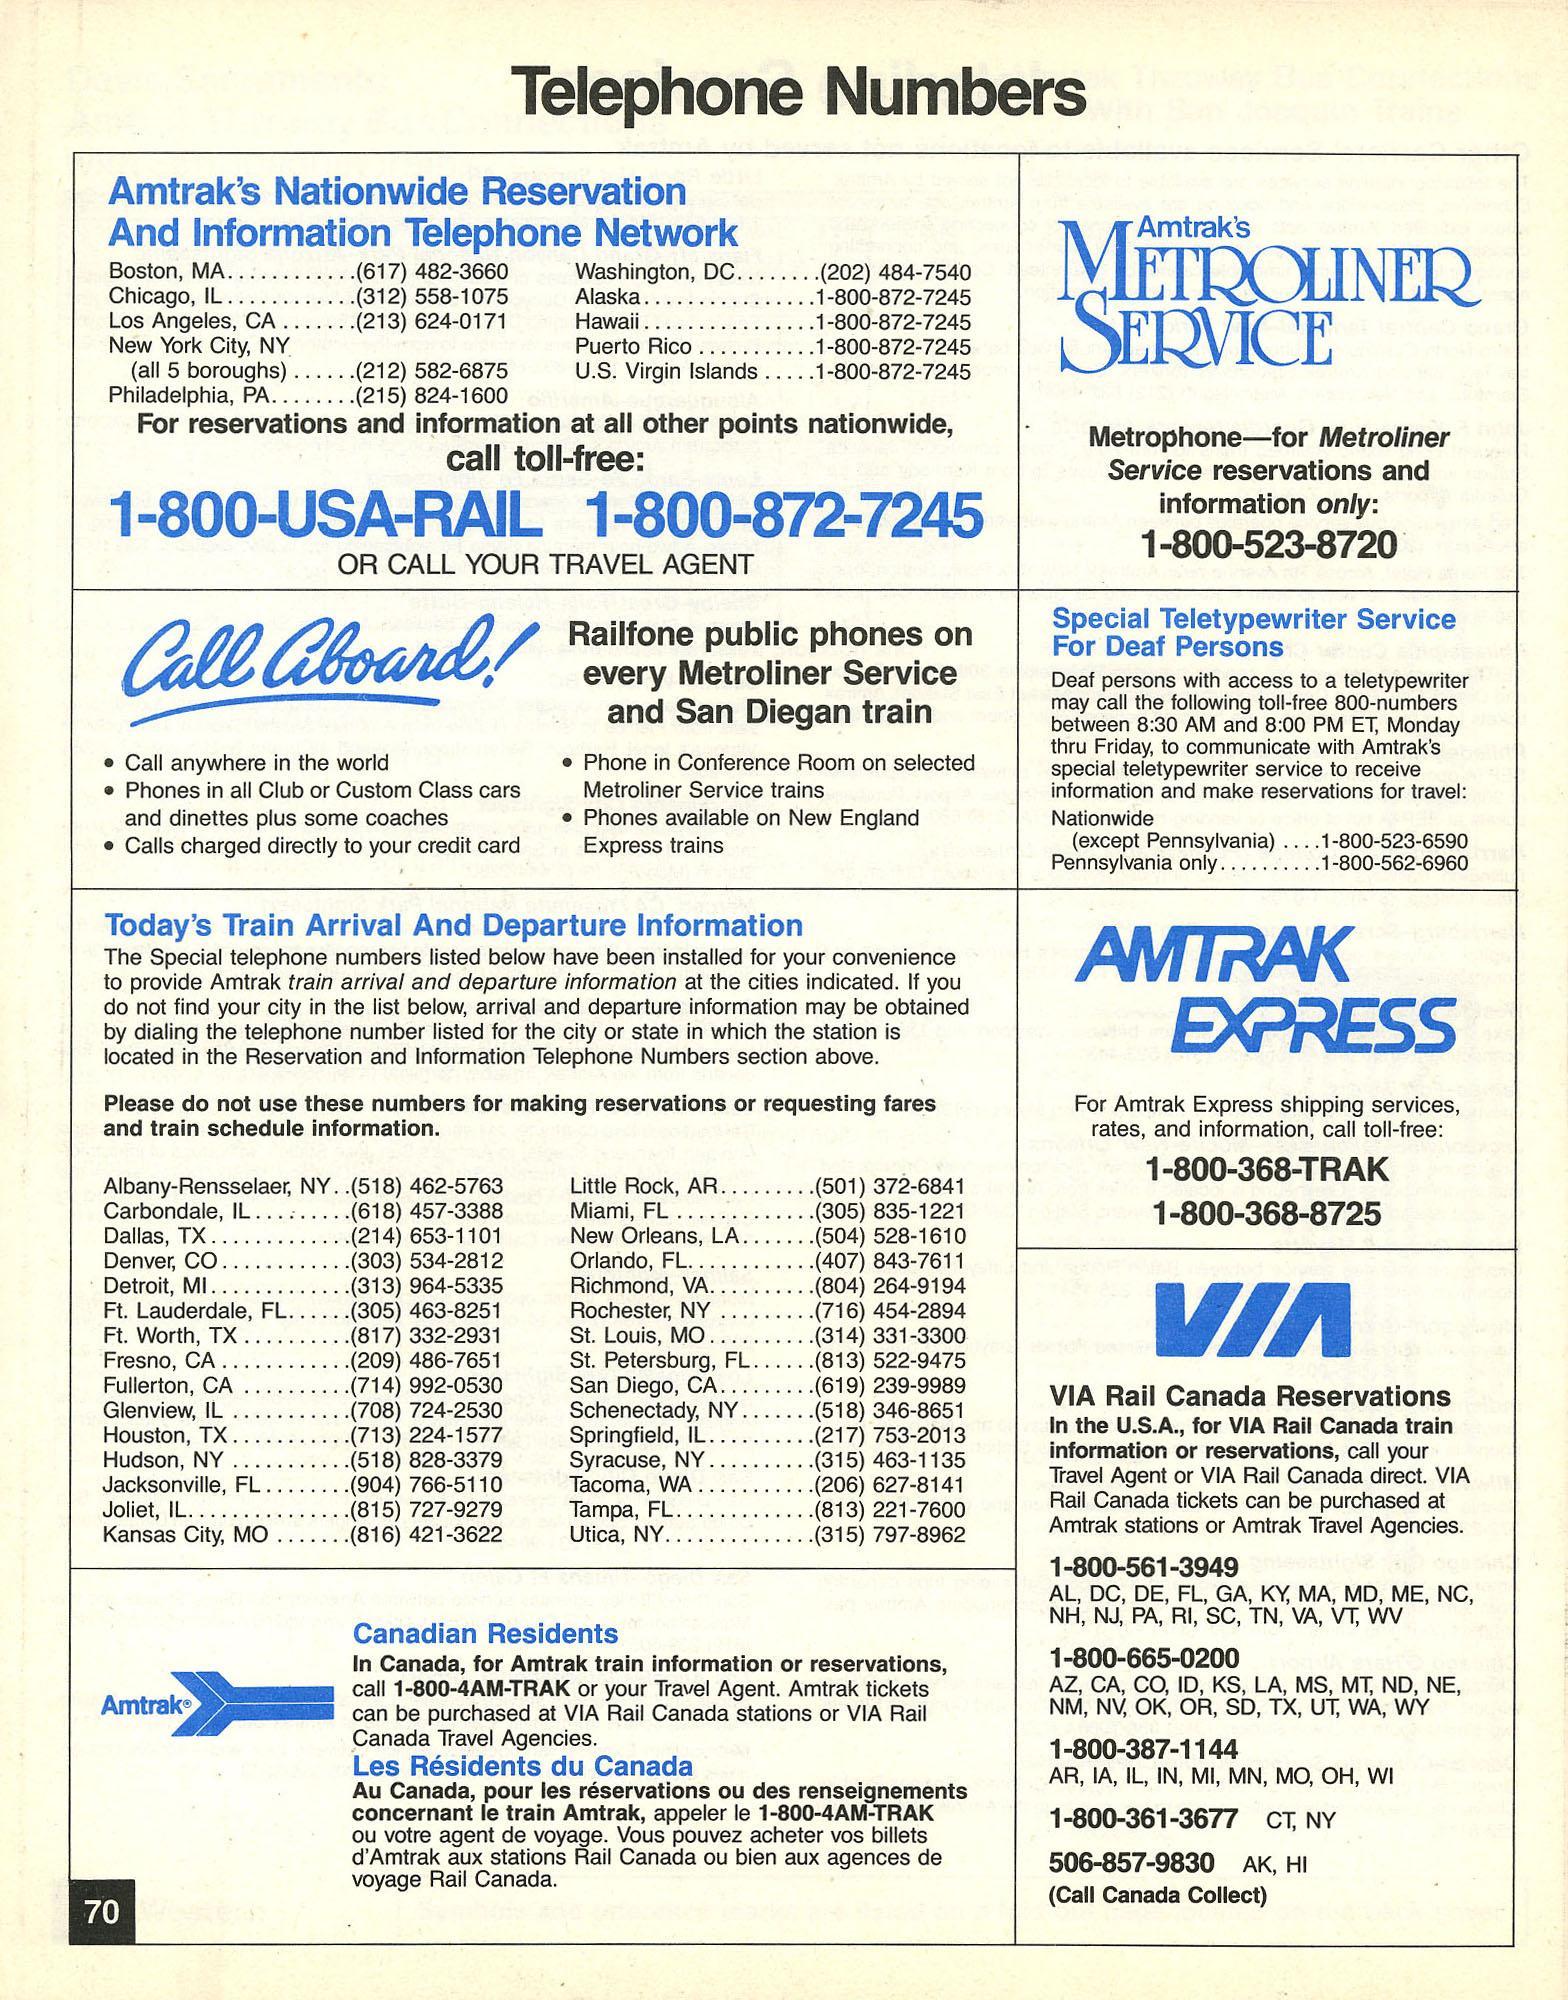 Telephone Numbers
Amtrak's Nationwide Reservation
And Information Telephone Network
Boston, MA...........(617) 482-3660
Chicago, IL...........(312) 558-1075
Los Angeles, CA .......(213) 624-0171
New York City, NY
(all 5 boroughs) ......(212) 582-6875
Philadelphia, PA........(215) 824-1600
Washington, DC........(202) 484-7540
Alaska...............1-800-872-7245
Hawaii...............1-800-872-7245
Puerto Rico ...........1-800-872-7245
U.S. Virgin Islands .....1-800-872-7245
For reservations and information at all other points nationwide,
call toll-free:
1-800-USA-RAIL 1-800-872-7245
OR CALL YOUR TRAVEL AGENT
Amtrak's
METROLINER
SERVICE
Metrophone—for Metroliner
Service reservations and
information only:
1-800-523-8720
Call Aboard!
Railfone public phones on
every Metroliner Service
and San Diegan train
• Call anywhere in the world
• Phones in all Club or Custom Class cars
and dinettes plus some coaches
• Calls charged directly to your credit card
• Phone in Conference Room on selected
Metroliner Service trains
• Phones available on New England
Express trains
Special Teletypewriter Service
For Deaf Persons
Deaf persons with access to a teletypewriter
may call the following toll-free 800-numbers
between 8:30 AM and 8:00 PM ET, Monday
thru Friday, to communicate with Amtrak's
special teletypewriter service to receive
information and make reservations for travel:
Nationwide
(except Pennsylvania) ....1-800-523-6590
Pennsylvania only..........1-800-562-6960
Today's Train Arrival And Departure Information
The Special telephone numbers listed below have been installed for your convenience
to provide Amtrak train arrival and departure information at the cities indicated. If you
do not find your city in the list below, arrival and departure information may be obtained
by dialing the telephone number listed for the city or state in which the station is
located in the Reservation and Information Telephone Numbers section above.
Please do not use these numbers for making reservations or requesting fares
and train schedule information.
Albany-Rensselaer, NY..(518) 462-5763
Carbondale, IL.........(618) 457-3388
Dallas, TX............(214) 653-1101
Denver, CO...........(303) 534-2812
Detroit, MI............(313) 964-5335
Ft. Lauderdale, FL......(305) 463-8251
Ft. Worth, TX .........(817) 332-2931
Fresno, CA ...........(209) 486-7651
Fullerton, CA .........(714) 992-0530
Glenview, IL ..........(708) 724-2530
Houston, TX..........(713) 224-1577
Hudson, NY ..........(518) 828-3379
Jacksonville, FL........(904) 766-5110
Joliet, IL..............(815) 727-9279
Kansas City, MO .......(816) 421-3622
Little Rock, AR.........(501) 372-6841
Miami, FL ............(305) 835-1221
New Orleans, LA.......(504) 528-1610
Orlando, FL...........(407) 843-7611
Richmond, VA.........(804) 264-9194
Rochester, NY .........(716) 454-2894
St. Louis, MO..........(314) 331-3300
St. Petersburg, FL......(813) 522-9475
San Diego, CA.........(619) 239-9989
Schenectady, NY.......(518) 346-8651
Springfield, IL..........(217) 753-2013
Syracuse, NY..........(315) 463-1135
Tacoma, WA ..........(206) 627-8141
Tampa, FL............(813) 221-7600
Utica, NY.............(315) 797-8962
AMTRAK
EXPRESS
For Amtrak Express shipping services,
rates, and information, call toll-free:
1-800-368-TRAK
1-800-368-8725
VIA
VIA Rail Canada Reservations
In the U.S.A., for VIA Rail Canada train
information or reservations, call your
Travel Agent or VIA Rail Canada direct. VIA
Rail Canada tickets can be purchased at
Amtrak stations or Amtrak Travel Agencies.
1-800-561-3949
AL, DC, DE, FL, GA, KY, MA, MD, ME, NC,
NH, NJ, PA, RI, SC, TN, VA, VT, WV
1-800-665-0200
AZ, CA, CO, ID, KS, LA, MS, MT, ND, NE,
NM, NV, OK, OR, SD, TX, UT, WA, WY
1-800-387-1144
AR, IA, IL, IN, MI, MN, MO, OH, WI
1-800-361-3677 CT, NY
506-857-9830 AK, HI
(Call Canada Collect)
Amtrak®
Canadian Residents
In Canada, for Amtrak train information or reservations,
call 1-800-4AM-TRAK or your Travel Agent. Amtrak tickets
can be purchased at VIA Rail Canada stations or VIA Rail
Canada Travel Agencies.
Les Résidents du Canada
Au Canada, pour les réservations ou des renseignements
concernant le train Amtrak, appeler le 1-800-4AM-TRAK
ou votre agent de voyage. Vous pouvez acheter vos billets
d'Amtrak aux stations Rail Canada ou bien aux agences de
voyage Rail Canada.
70